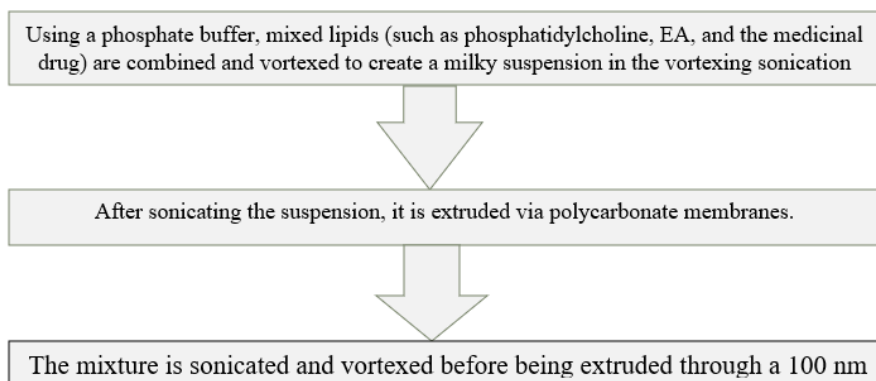 Using a phosphate buffer, mixed lipids (such as phosphatidylcholine, EA, and the medicinal
drug) are combined and vortexed to create a milky suspension in the vortexing sonication
After sonicating the suspension, it is extruded via polycarbonate membranes.
The mixture is sonicated and vortexed before being extruded through a 100 nm